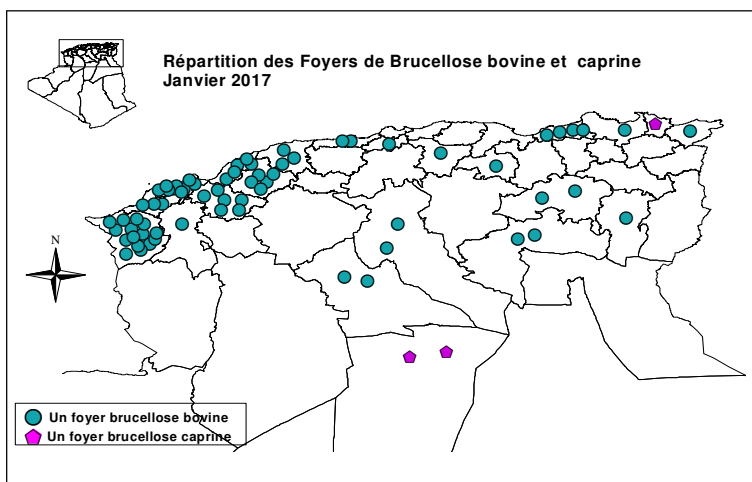 Répartition des Foyers de Brucellose bovine et caprine
Janvier 2017
N
Un foyer brucellose bovine
Un foyer brucellose caprine